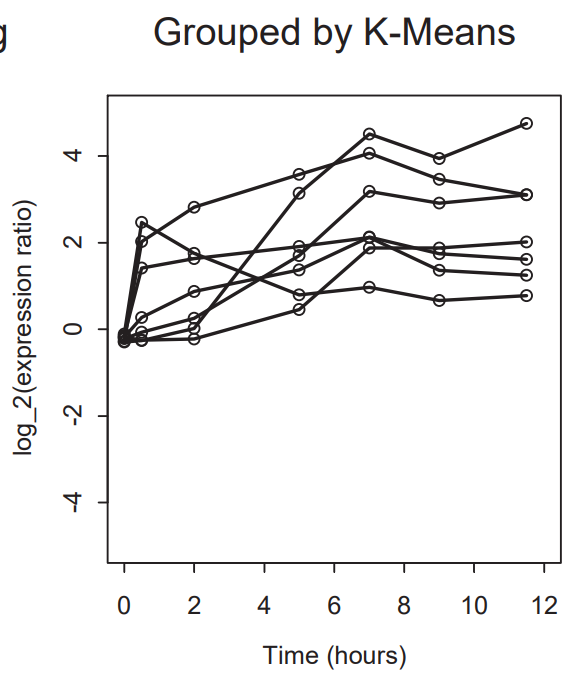 g
Grouped by K-Means
log_2(expression ratio)
4
2
0
-2
-4
0 2 4 6 8 10 12
Time (hours)